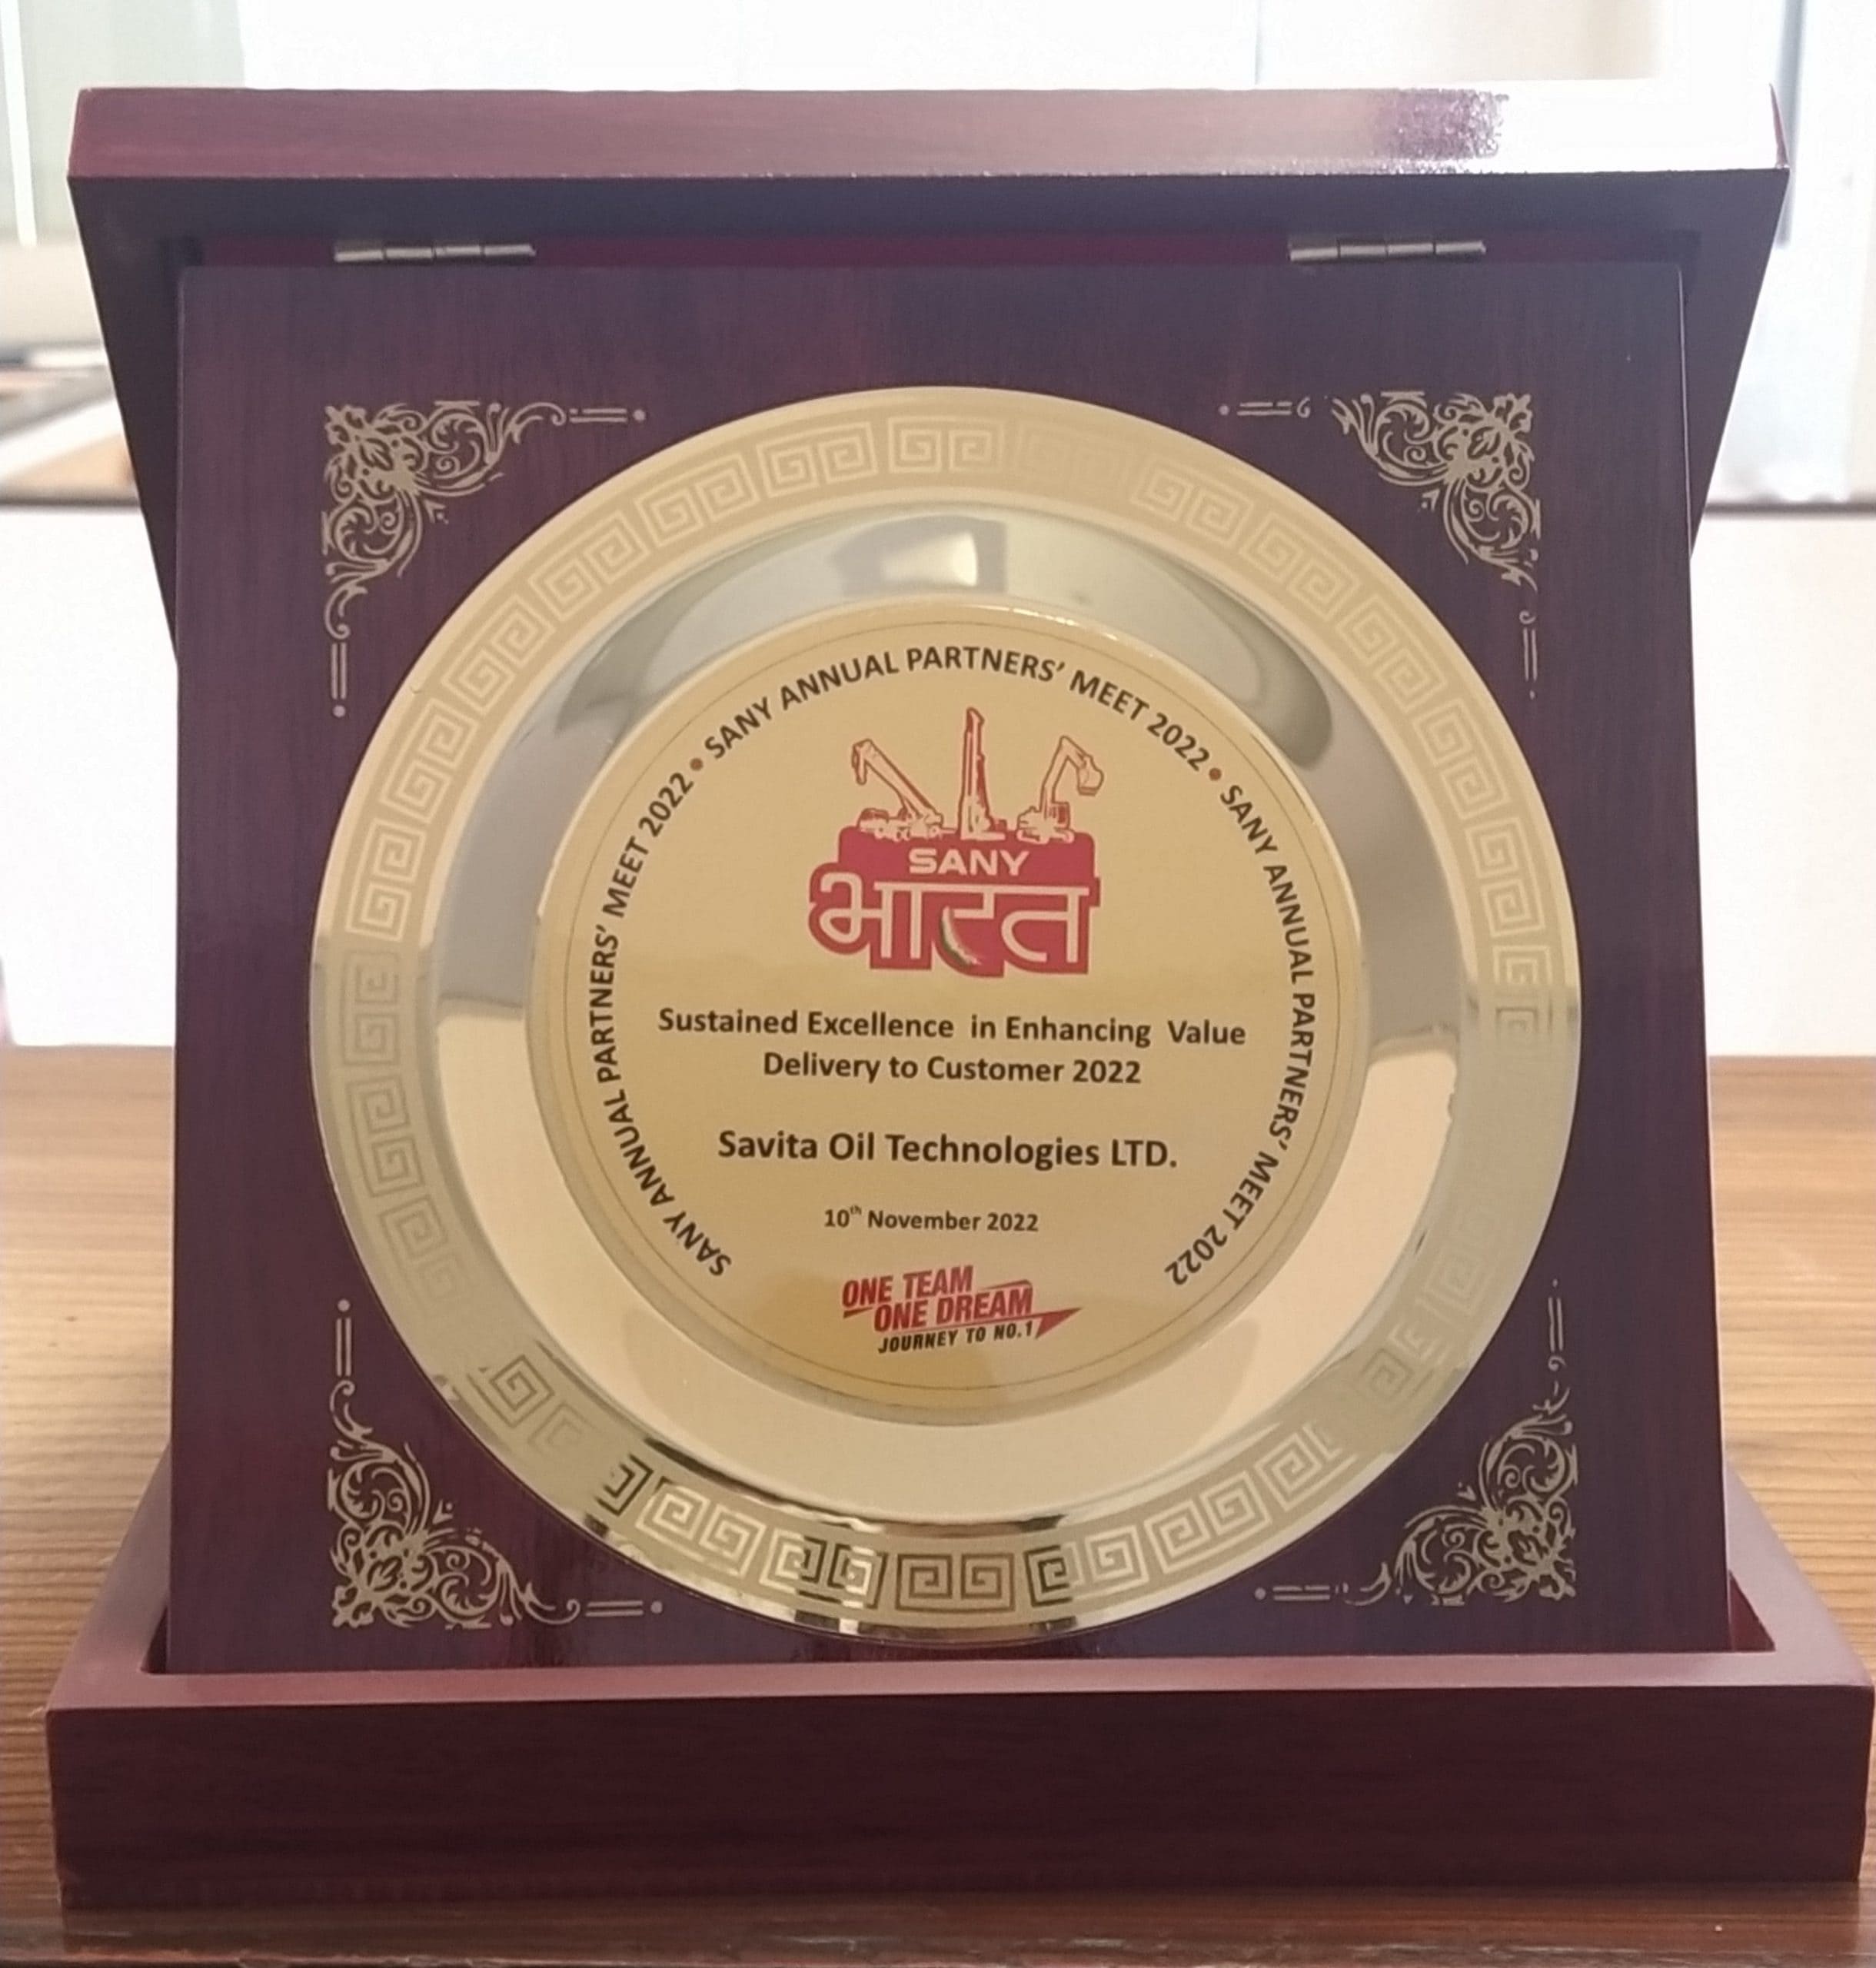 SANY ANNUAL PARTNERS' MEET 2022 • SANY ANNUAL PARTNERS' MEET 2022 • SANY ANNUAL PARTNERS' MEET 2022
SANY
भारत
Sustained Excellence in Enhancing Value
Delivery to Customer 2022
Savita Oil Technologies LTD.
10th November 2022
ONE TEAM
ONE DREAM
JOURNEY TO NO.1